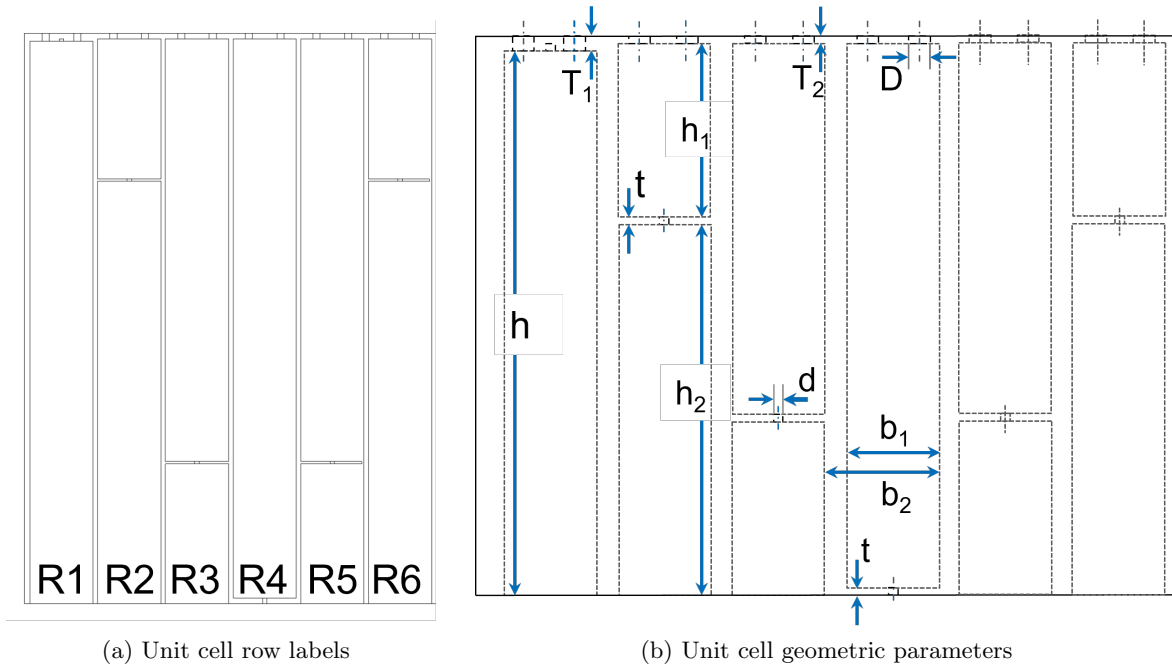 R1 R2 R3 R4 R5 R6
(a) Unit cell row labels
T₁ T₂ D
h₁
t
h
h₂ d
b₁
b₂
t
(b) Unit cell geometric parameters